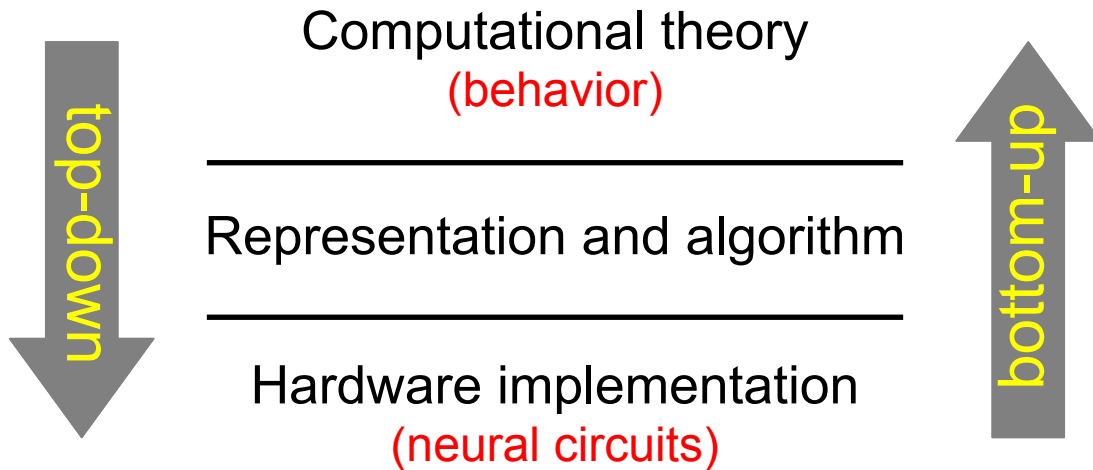 Computational theory
(behavior)
top-down
Representation and algorithm
bottom-up
Hardware implementation
(neural circuits)